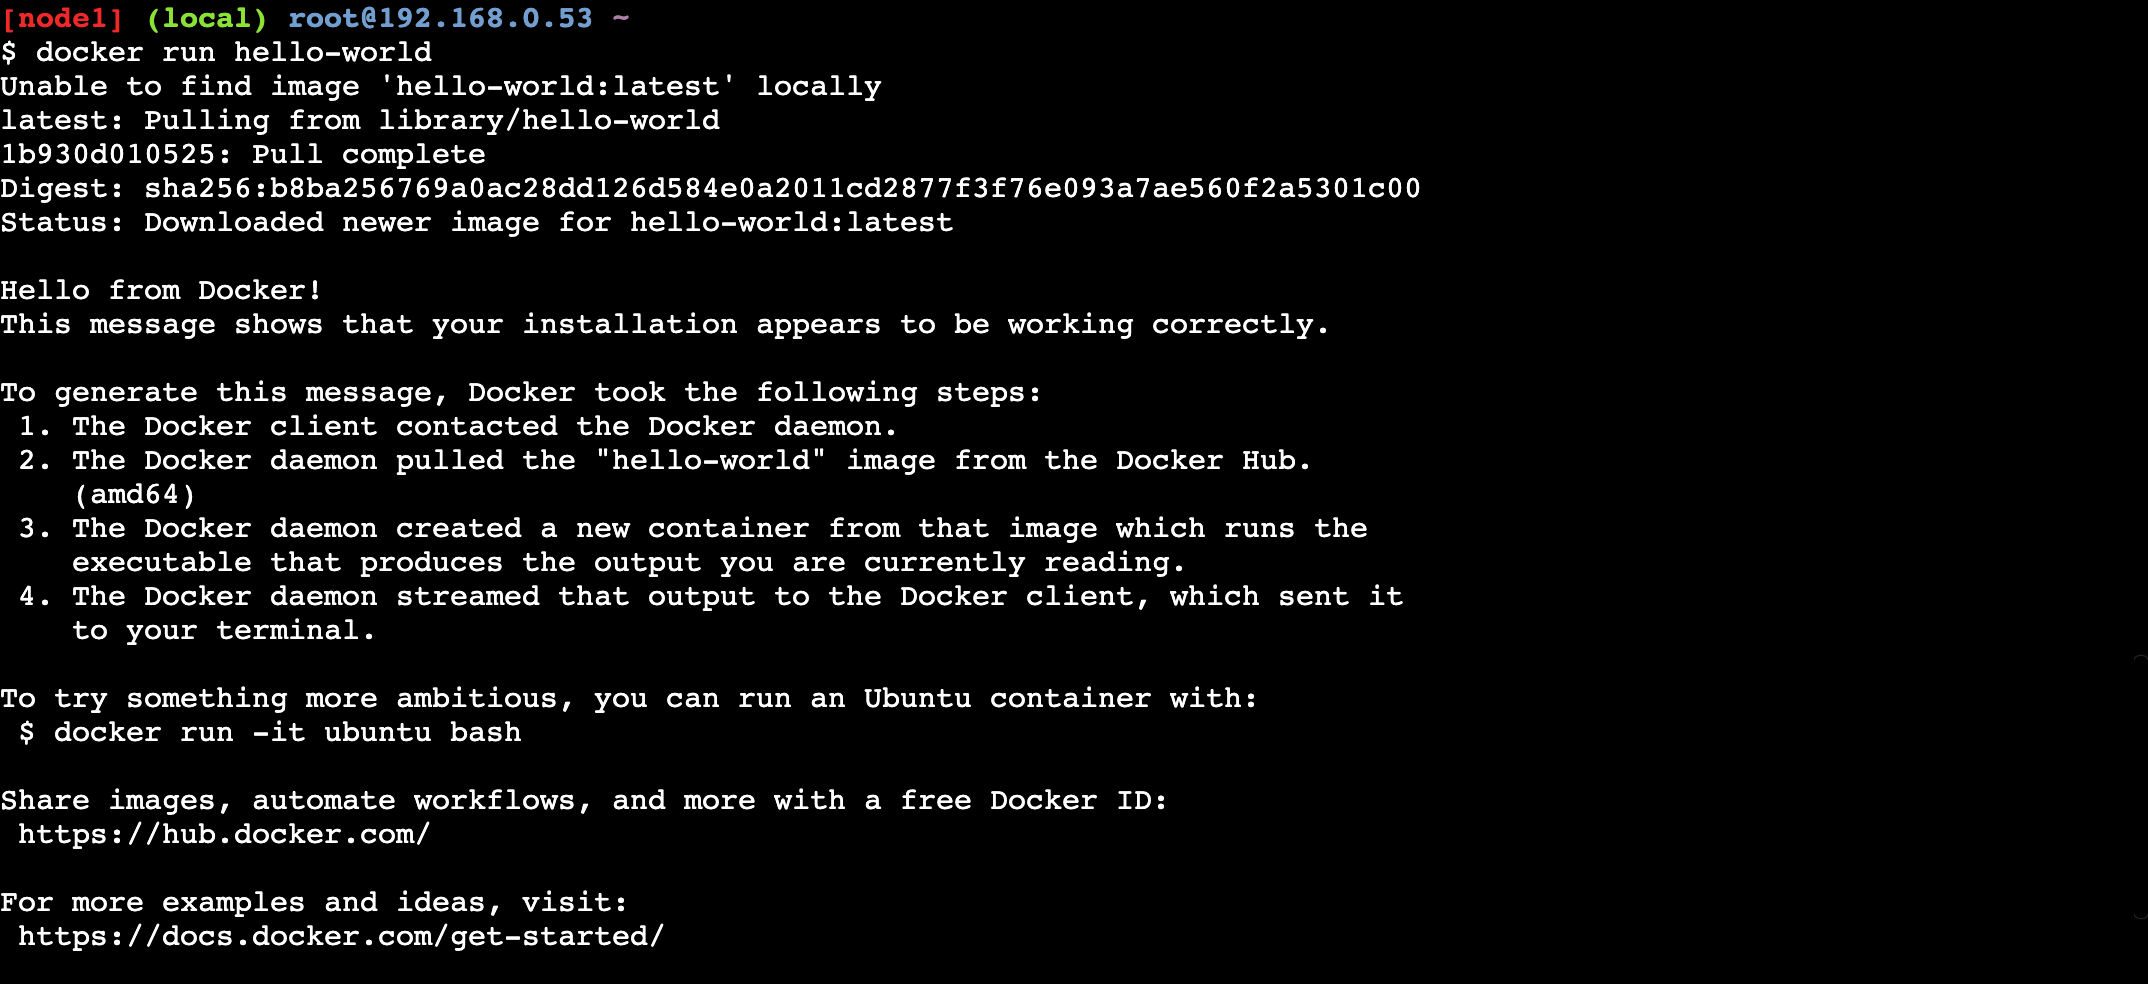 [node1] (local) root@192.168.0.53 ~
$ docker run hello-world
Unable to find image 'hello-world:latest' locally
latest: Pulling from library/hello-world
1b930d010525: Pull complete
Digest: sha256:b8ba256769a0ac28dd126d584e0a2011cd2877f3f76e093a7ae560f2a5301c00
Status: Downloaded newer image for hello-world:latest

Hello from Docker!
This message shows that your installation appears to be working correctly.

To generate this message, Docker took the following steps:
 1. The Docker client contacted the Docker daemon.
 2. The Docker daemon pulled the "hello-world" image from the Docker Hub.
    (amd64)
 3. The Docker daemon created a new container from that image which runs the
    executable that produces the output you are currently reading.
 4. The Docker daemon streamed that output to the Docker client, which sent it
    to your terminal.

To try something more ambitious, you can run an Ubuntu container with:
 $ docker run -it ubuntu bash

Share images, automate workflows, and more with a free Docker ID:
 https://hub.docker.com/

For more examples and ideas, visit:
 https://docs.docker.com/get-started/